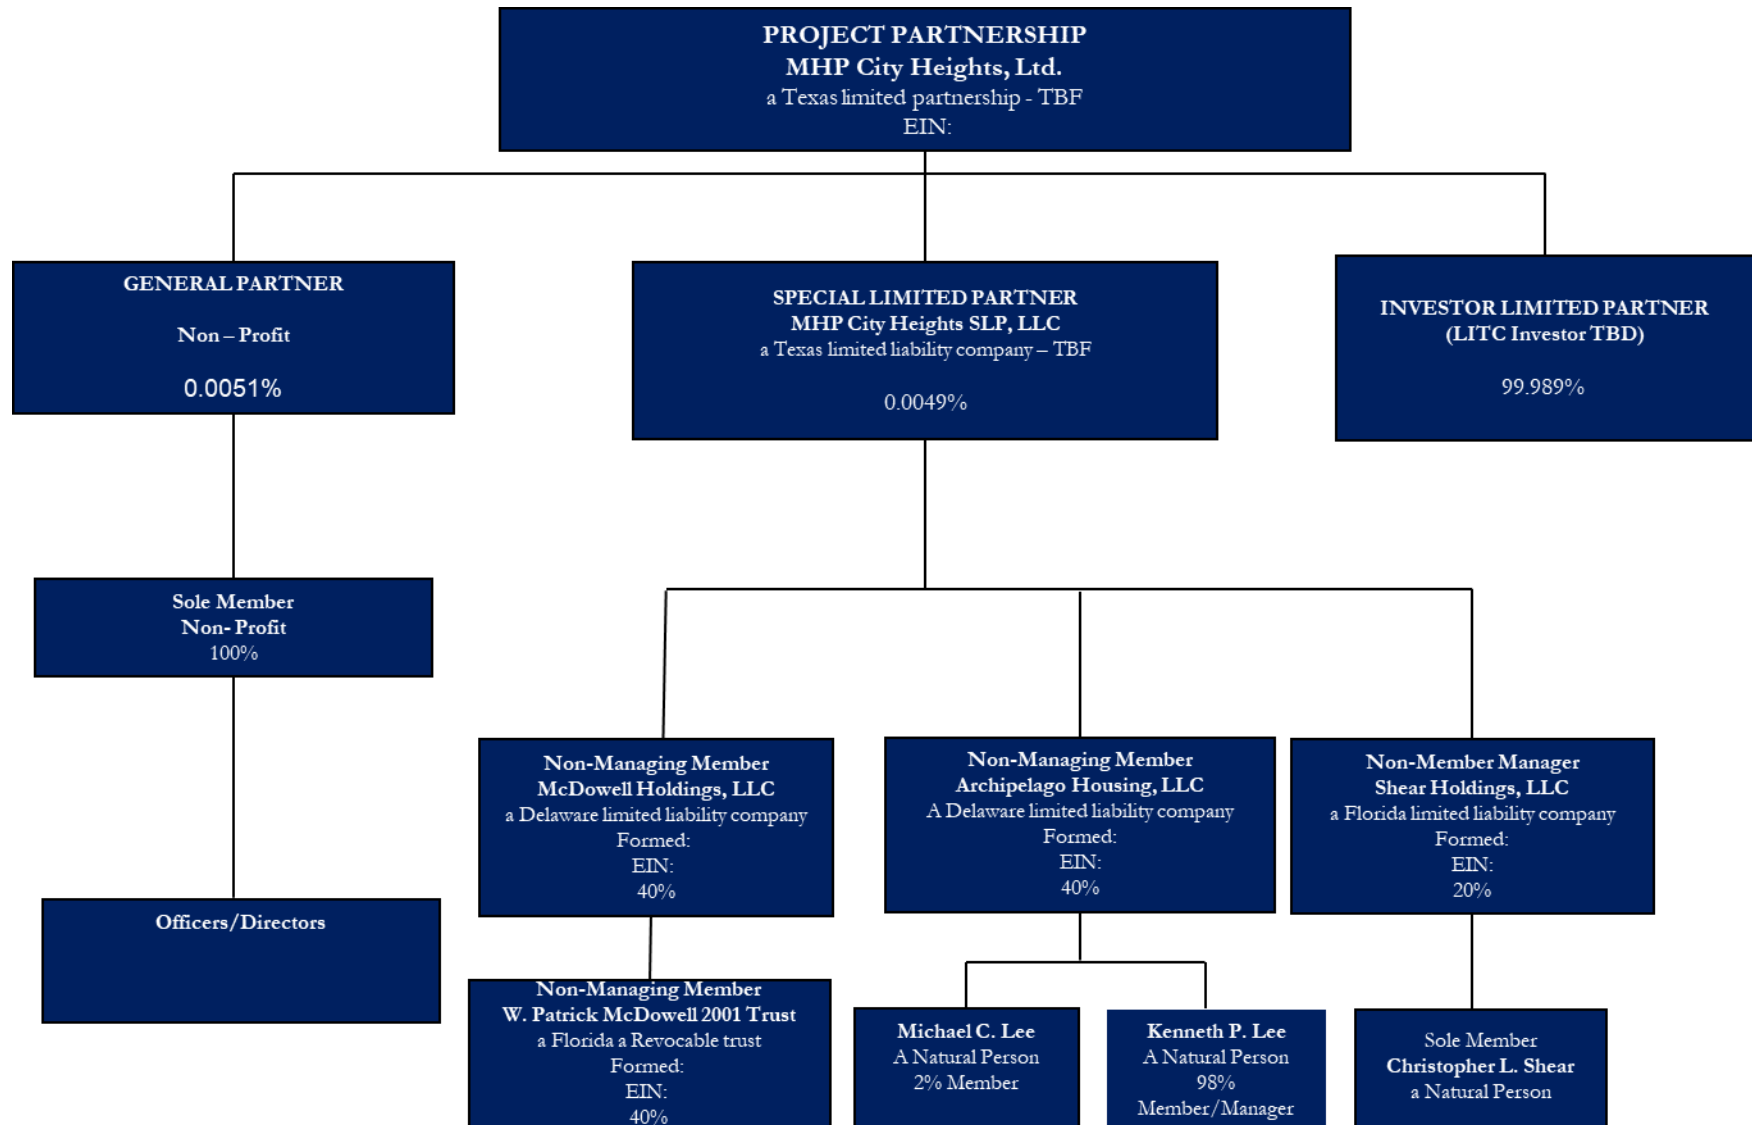 PROJECT PARTNERSHIP
MHP City Heights, Ltd.
a Texas limited partnership - TBF
EIN:
GENERAL PARTNER
Non – Profit
0.0051%
SPECIAL LIMITED PARTNER
MHP City Heights SLP, LLC
a Texas limited liability company – TBF
0.0049%
INVESTOR LIMITED PARTNER
(LITC Investor TBD)
99.989%
Sole Member
Non- Profit
100%
Non-Managing Member
McDowell Holdings, LLC
a Delaware limited liability company
Formed:
EIN:
40%
Non-Managing Member
Archipelago Housing, LLC
A Delaware limited liability company
Formed:
EIN:
40%
Non-Member Manager
Shear Holdings, LLC
a Florida limited liability company
Formed:
EIN:
20%
Officers/Directors
Non-Managing Member
W. Patrick McDowell 2001 Trust
a Florida a Revocable trust
Formed:
EIN:
40%
Michael C. Lee
A Natural Person
2% Member
Kenneth P. Lee
A Natural Person
98%
Member/Manager
Sole Member
Christopher L. Shear
a Natural Person